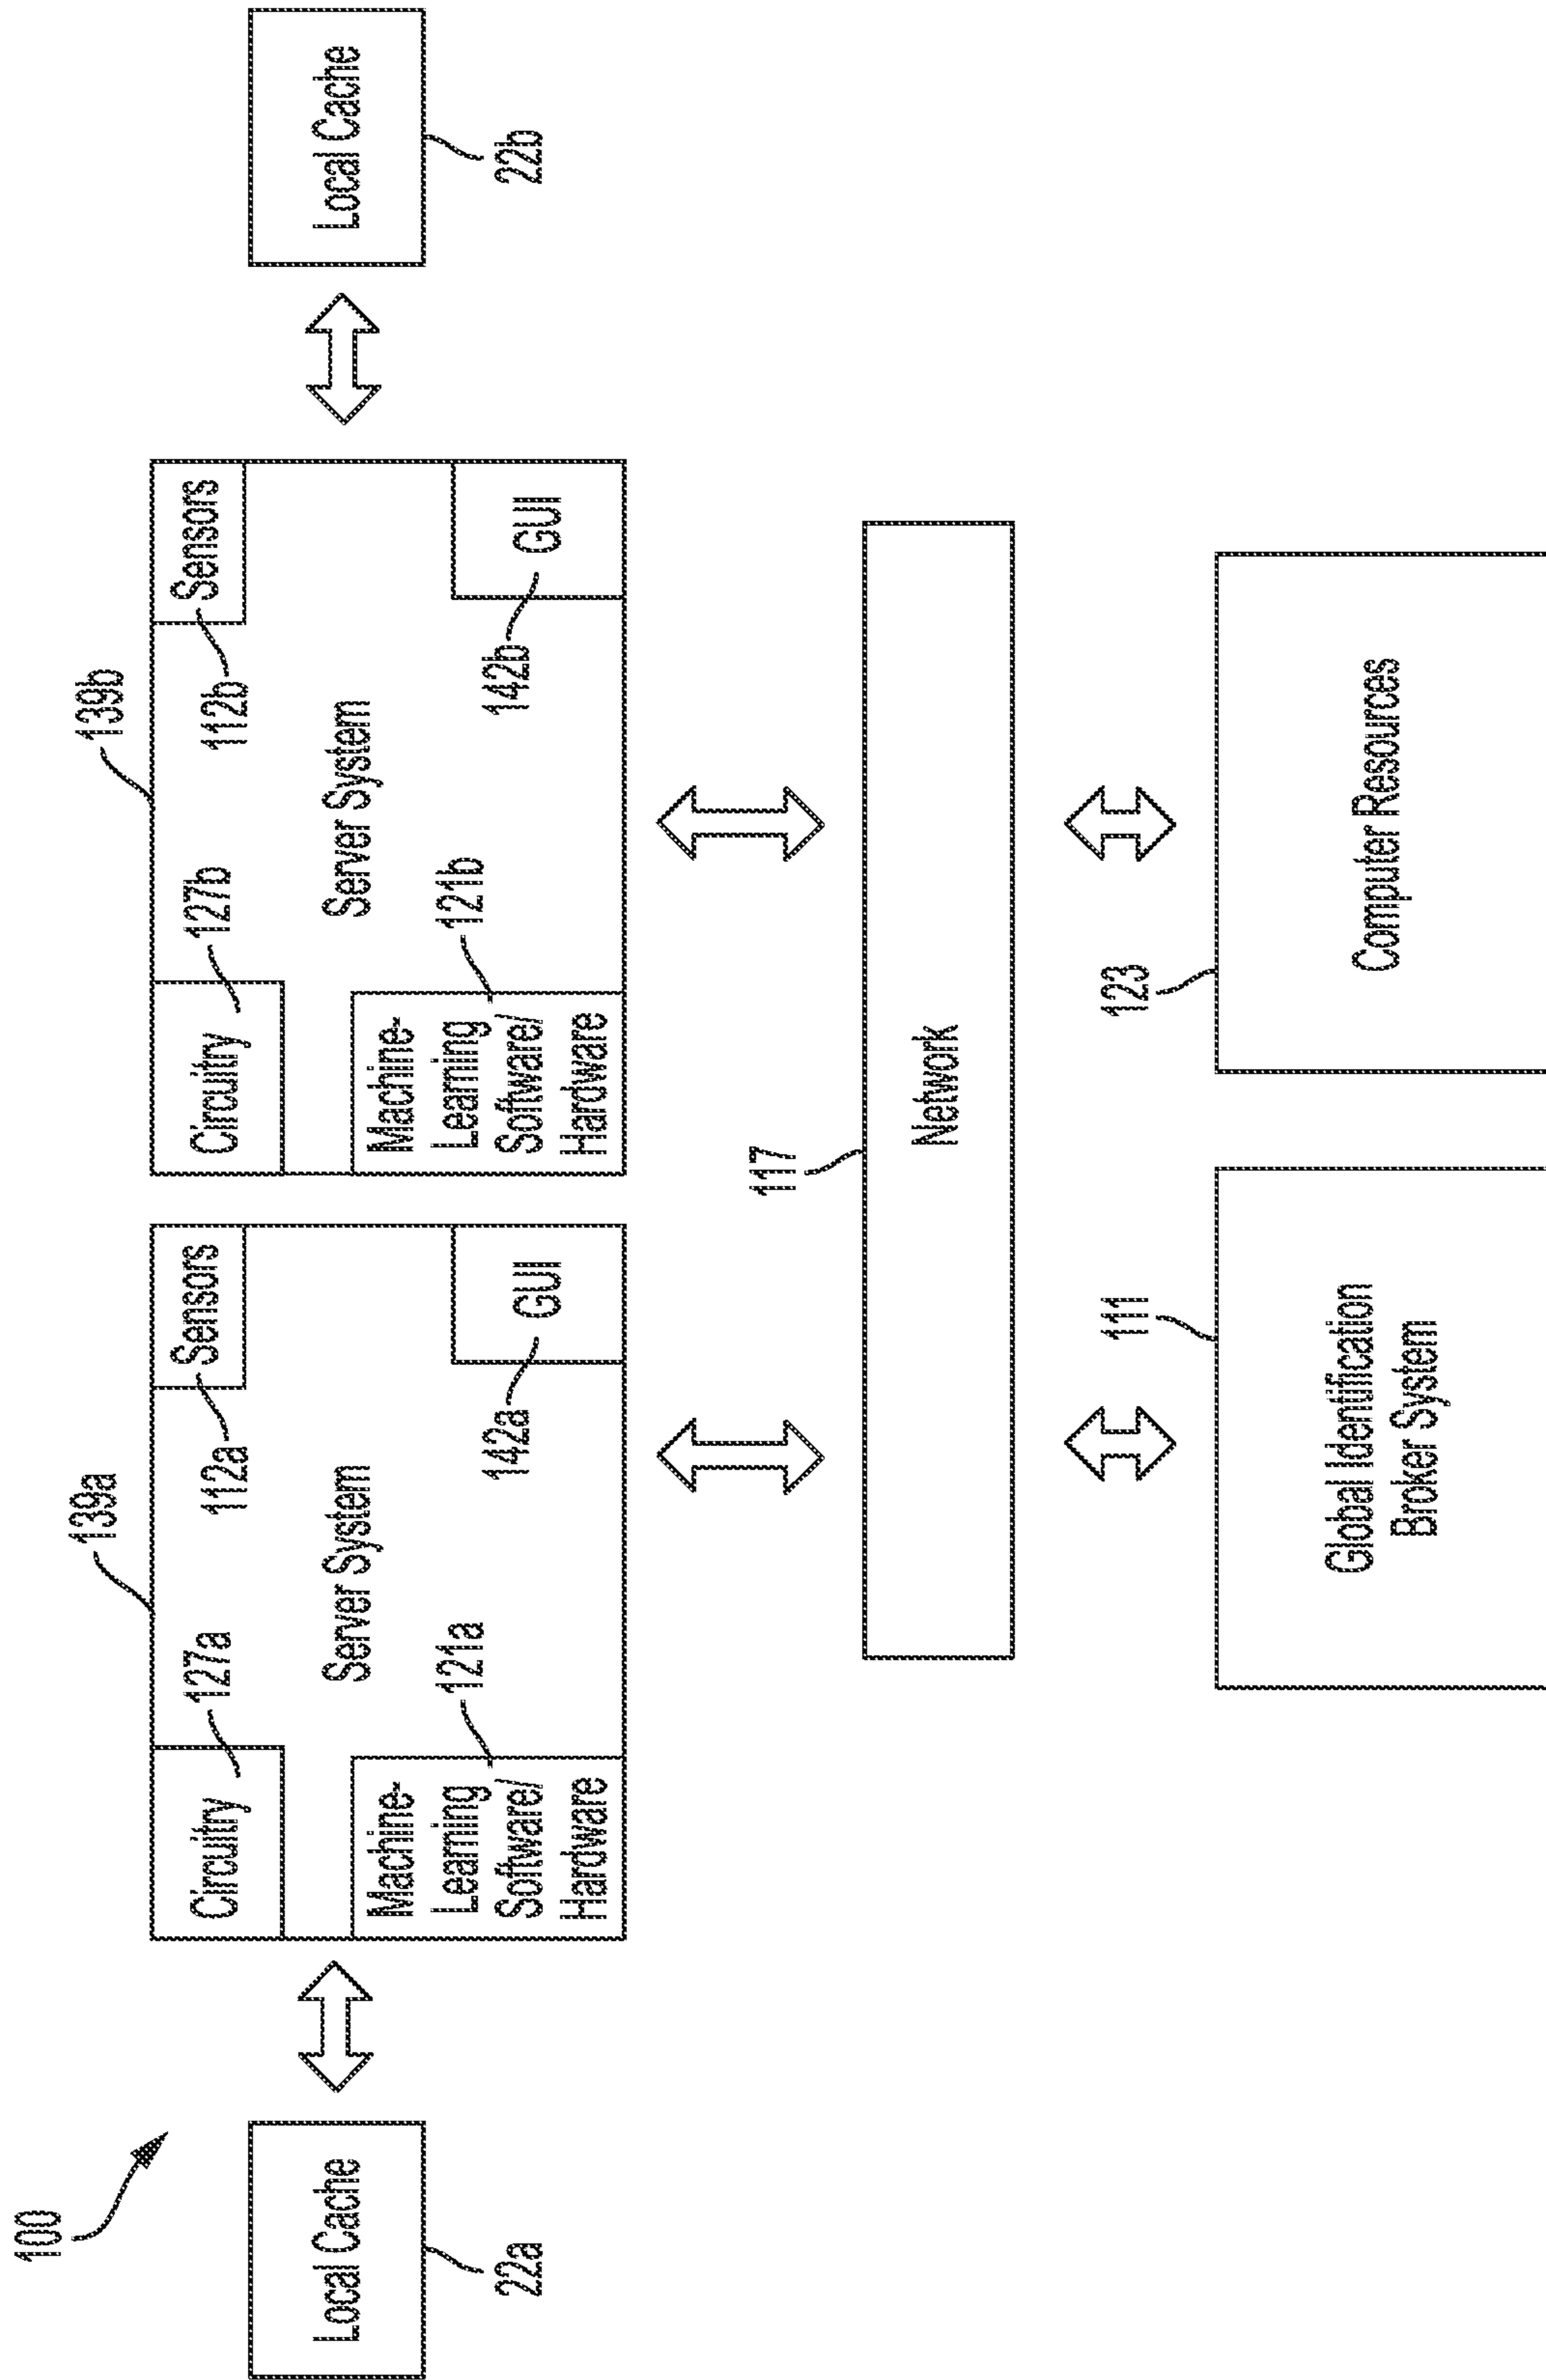 100
139a
139b
Local Cache
22a
Circuitry
127a
Sensors
112a
Server System
Machine-
Learning
Software/
Hardware
121a
GUI
142a
Circuitry
127b
Sensors
112b
Server System
Machine-
Learning
Software/
Hardware
121b
GUI
142b
Local Cache
22b
117
Network
111
Global Identification
Broker System
123
Computer Resources